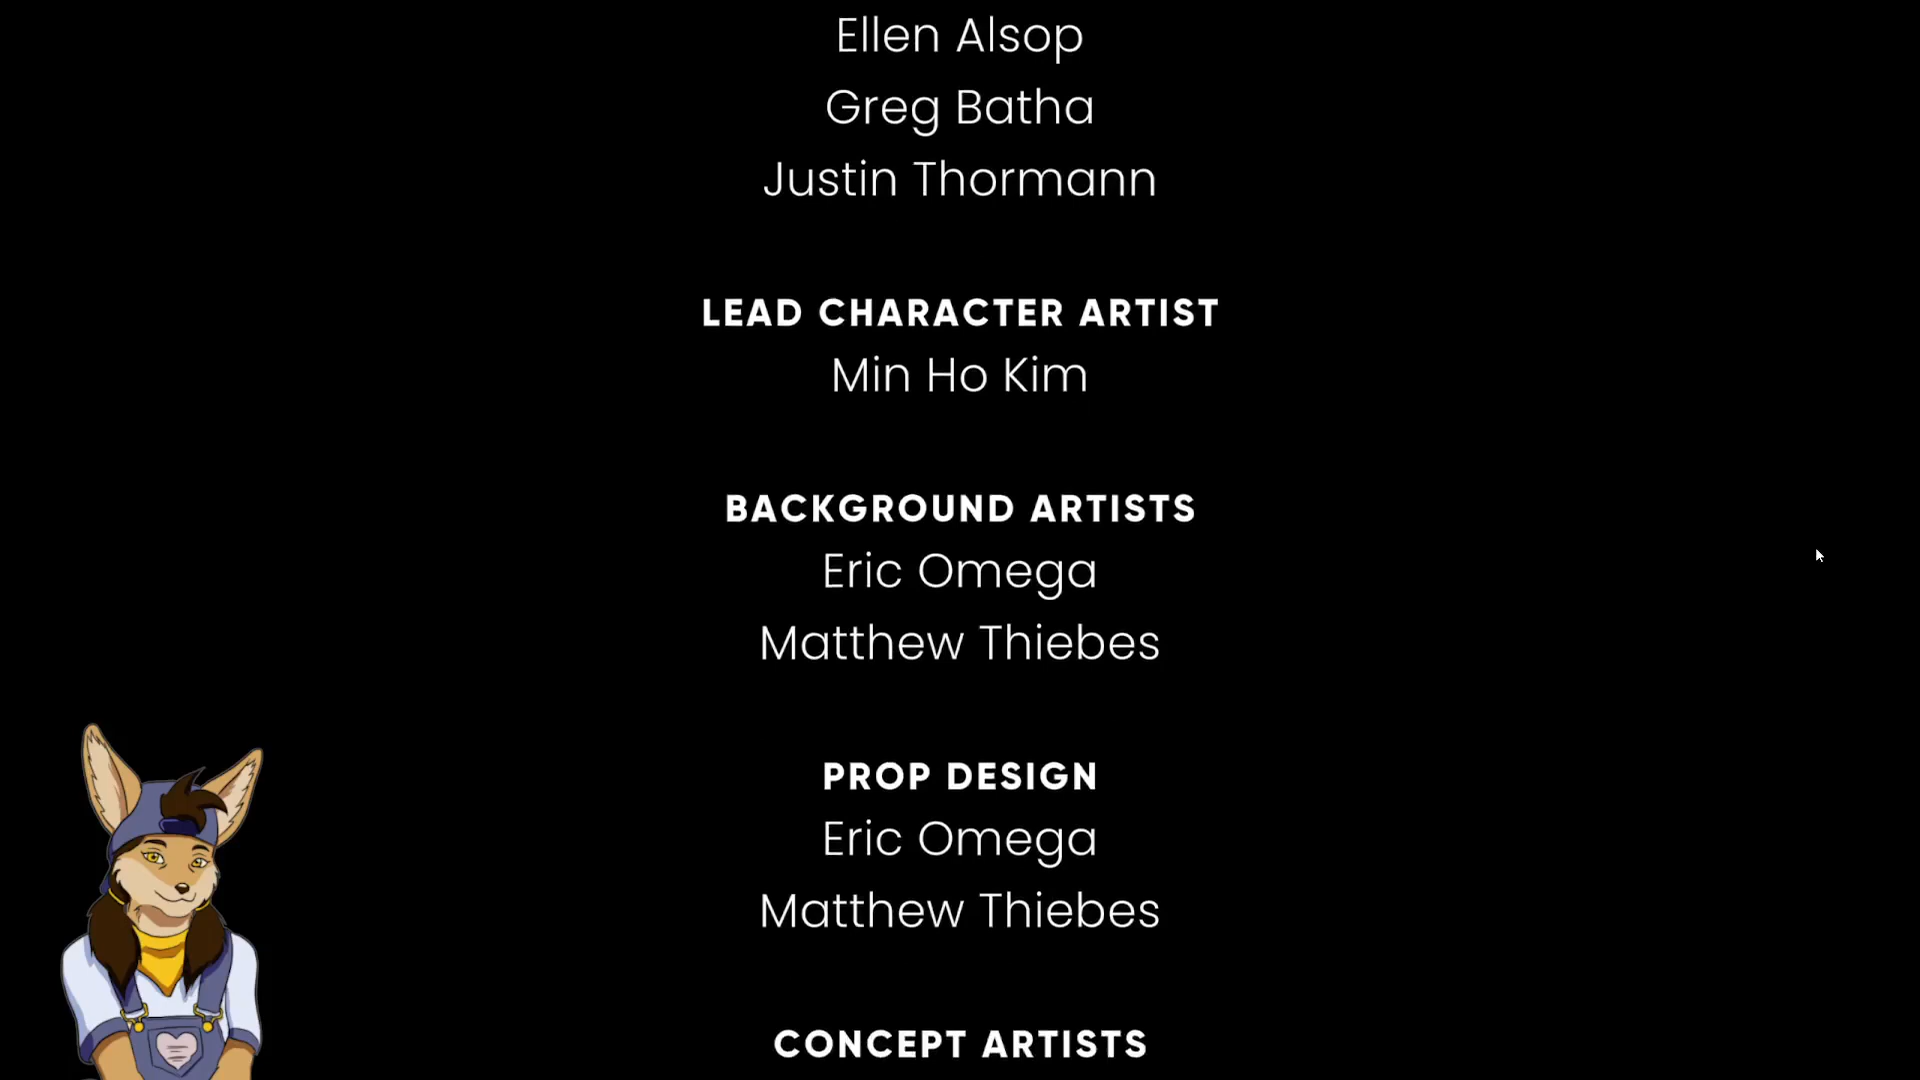 Ellen Alsop
Greg Batha
Justin Thormann
LEAD CHARACTER ARTIST
Min Ho Kim
BACKGROUND ARTISTS
Eric Omega
Matthew Thiebes
PROP DESIGN
Eric Omega
Matthew Thiebes
CONCEPT ARTISTS